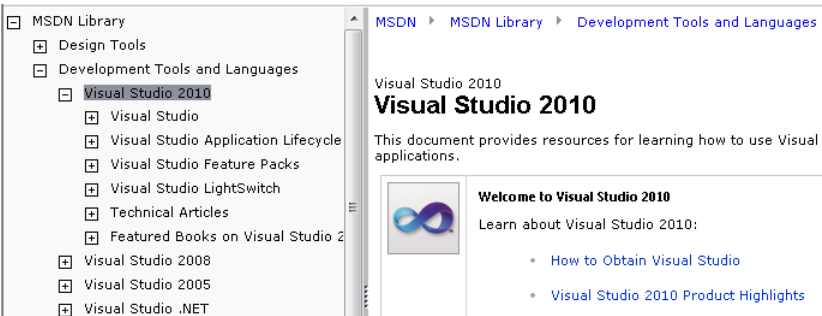 MSDN Library
Design Tools
Development Tools and Languages
Visual Studio 2010
Visual Studio
Visual Studio Application Lifecycle
Visual Studio Feature Packs
Visual Studio LightSwitch
Technical Articles
Featured Books on Visual Studio 2
Visual Studio 2008
Visual Studio 2005
Visual Studio .NET
MSDN MSDN Library Development Tools and Languages
Visual Studio 2010
Visual Studio 2010
This document provides resources for learning how to use Visual
applications.
Welcome to Visual Studio 2010
Learn about Visual Studio 2010:
How to Obtain Visual Studio
Visual Studio 2010 Product Highlights